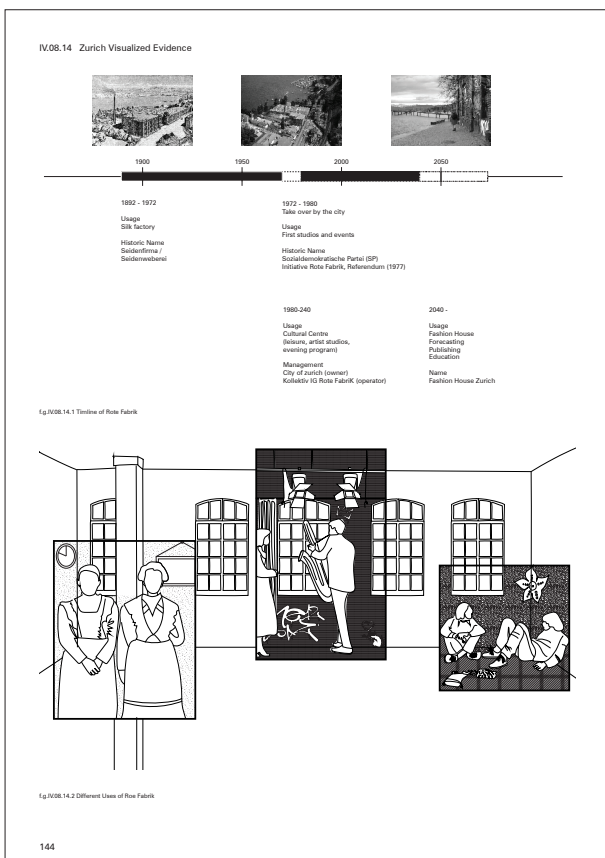 IV.08.14 Zurich Visualized Evidence
1900
1950
2000
2050
1892 - 1972
Usage
Silk factory
Historic Name
Seidenfirma /
Seidenweberei
1972 - 1980
Take over by the city
Usage
First studios and events
Historic Name
Sozialdemokratische Partei (SP)
Initiative Rote Fabrik, Referendum (1977)
1980-240
Usage
Cultural Centre
(leisure, artist studios,
evening program)
Management
City of zurich (owner)
Kollektiv IG Rote FabriK (operator)
2040 -
Usage
Fashion House
Forecasting
Publishing
Education
Name
Fashion House Zurich
f.g.IV.08.14.1 Timline of Rote Fabrik
f.g.IV.08.14.2 Different Uses of Roe Fabrik
144